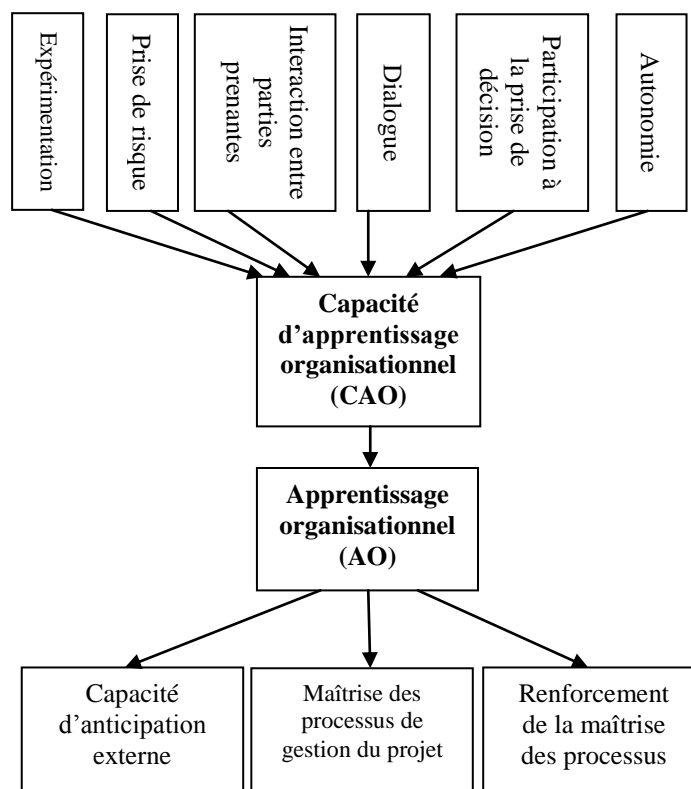 Expérimentation
Prise de risque
Interaction entre
parties
prenantes
Dialogue
Participation à
la prise de
décision
Autonomie
Capacité
d’apprentissage
organisationnel
(CAO)
Apprentissage
organisationnel
(AO)
Capacité
d’anticipation
externe
Maîtrise des
processus de
gestion du projet
Renforcement
de la maîtrise
des processus